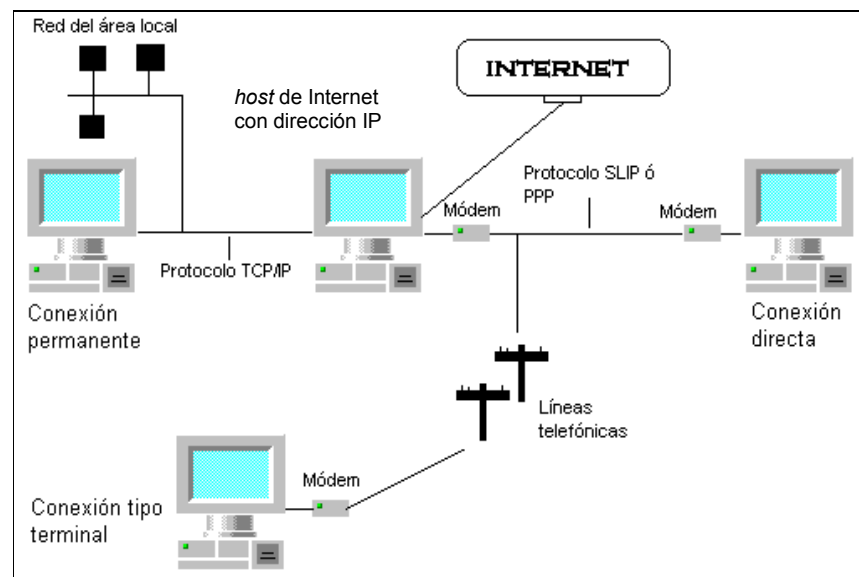 Red del área local
INTERNET
host de Internet
con dirección IP
Protocolo SLIP ó
PPP
Módem
Módem
Protocolo TCP/IP
Conexión
permanente
Conexión
directa
Líneas
telefónicas
Módem
Conexión tipo
terminal